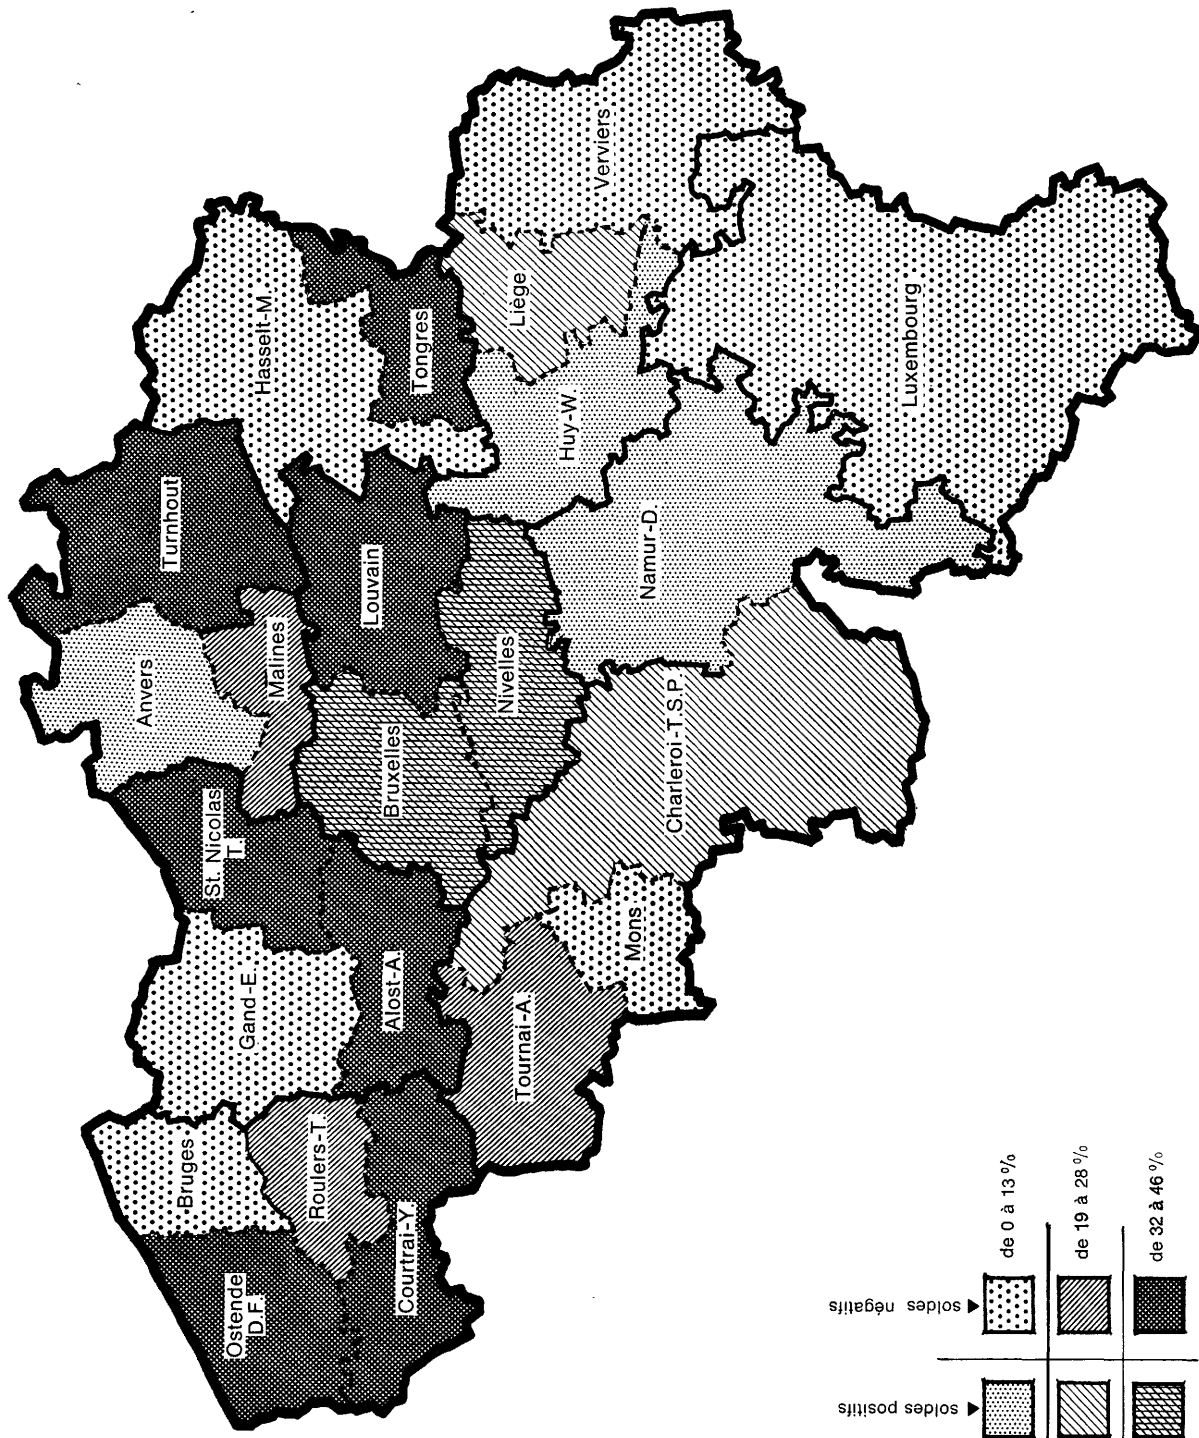 Verviers
Liège
Hasselt-M.
Tongres
Luxembourg
Huy-W.
Turnhout
Louvain
Namur-D
Anvers
Malines
Nivelles
Bruxelles
Charleroi-T.S.P
St. Nicolas
T.
Mons
Gand-E.
Alost-A.
Tournai-A.
Bruges
Roulers-T.
Courtrai-Y.
Ostende
D.F.
de 0 à 13 %
de 19 à 28 %
de 32 à 46 %
soldes négatifs
soldes positifs